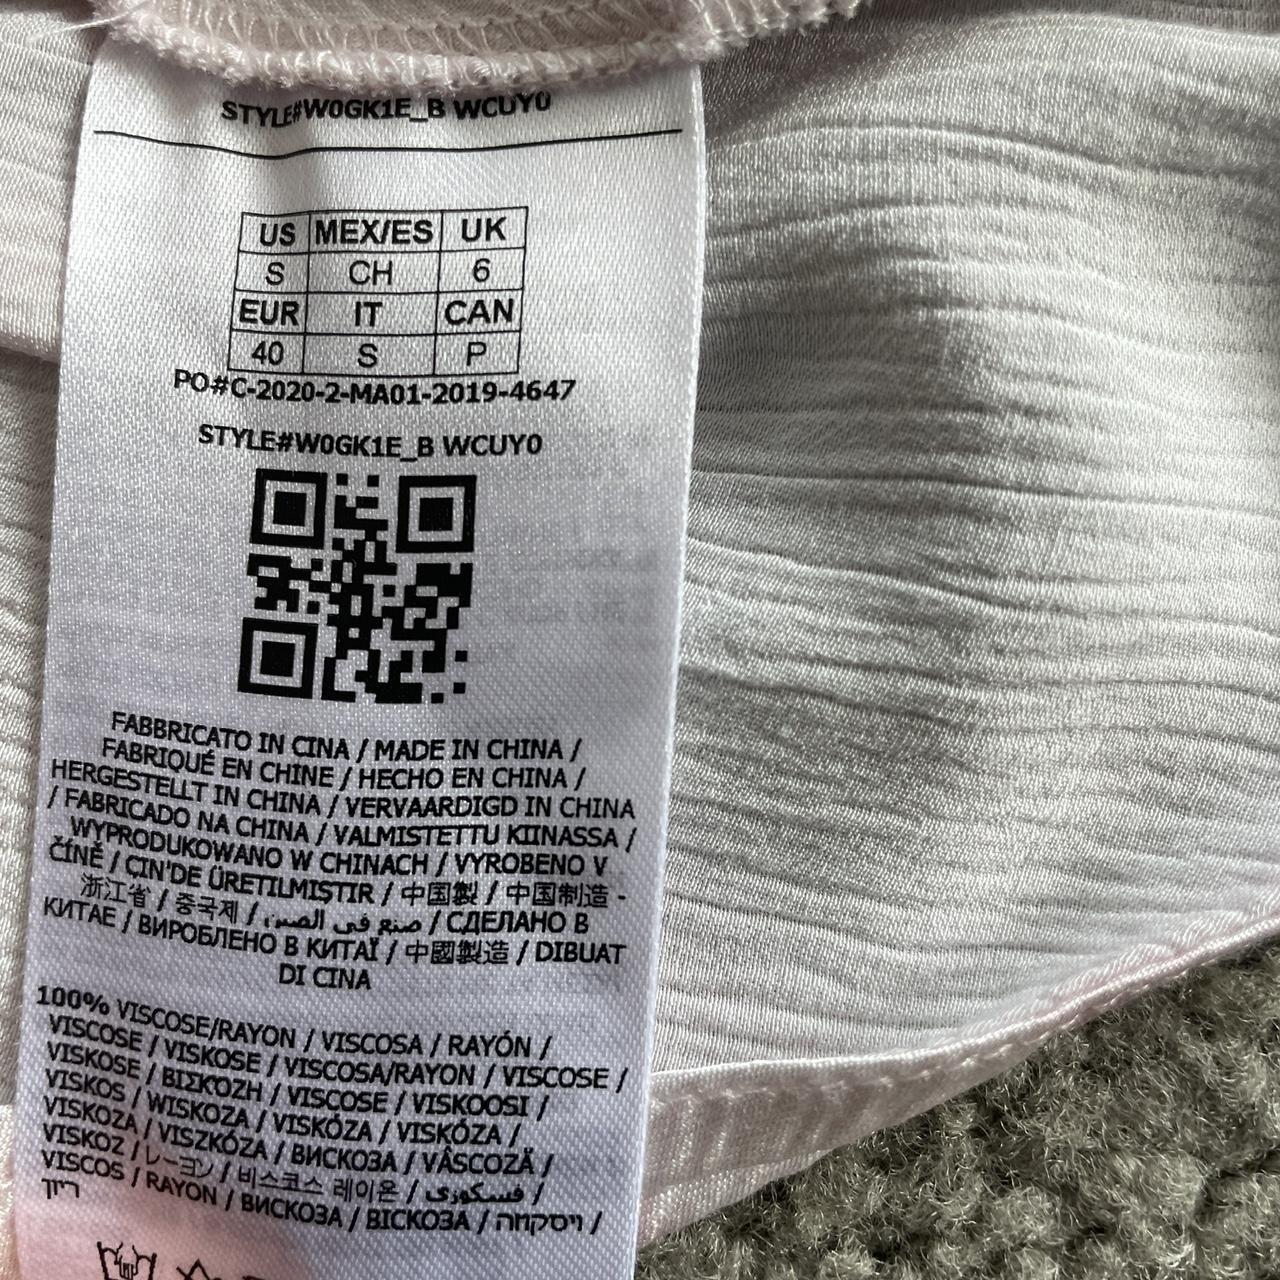 STYLE#W0GK1E_B WCUY0
US MEX/ES UK
S CH 6
EUR IT CAN
40 S P
PO#C-2020-2-MA01-2019-4647
STYLE#W0GK1E_B WCUY0
FABBRICATO IN CINA / MADE IN CHINA /
FABRIQUÉ EN CHINE / HECHO EN CHINA /
HERGESTELLT IN CHINA / VERVAARDIGD IN CHINA
/ FABRICADO NA CHINA / VALMISTETTU KIINASSA /
WYPRODUKOWANO W CHINACH / VYROBENO V
ČÍNĚ / ÇIN'DE ÜRETILMIŞTIR / 中国製 / 中国制造 -
浙江省 / 중국제 / صنع في الصين / СДЕЛАНО В
КИТАЕ / ВИРОБЛЕНО В КИТАЇ / 中國製造 / DIBUAT
DI CINA
100% VISCOSE/RAYON / VISCOSA / RAYÓN /
VISCOSE / VISKOSE / VISCOSA/RAYON / VISCOSE /
VISKOSE / ΒΙΣΚΌΖΗ / VISCOSE / VISKOOSI /
VISKOS / WISKOZA / VISKÓZA / VISKÓZA /
VISKOZA / VISZKÓZA / ВИСКОЗА / VÂSCOZĂ /
VISKOZ / レーヨン / 비스코스 레이온 / فسكوزي /
VISCOS / RAYON / ВИСКОЗА / ВІСКОЗА / ויסקוזה /
ריון